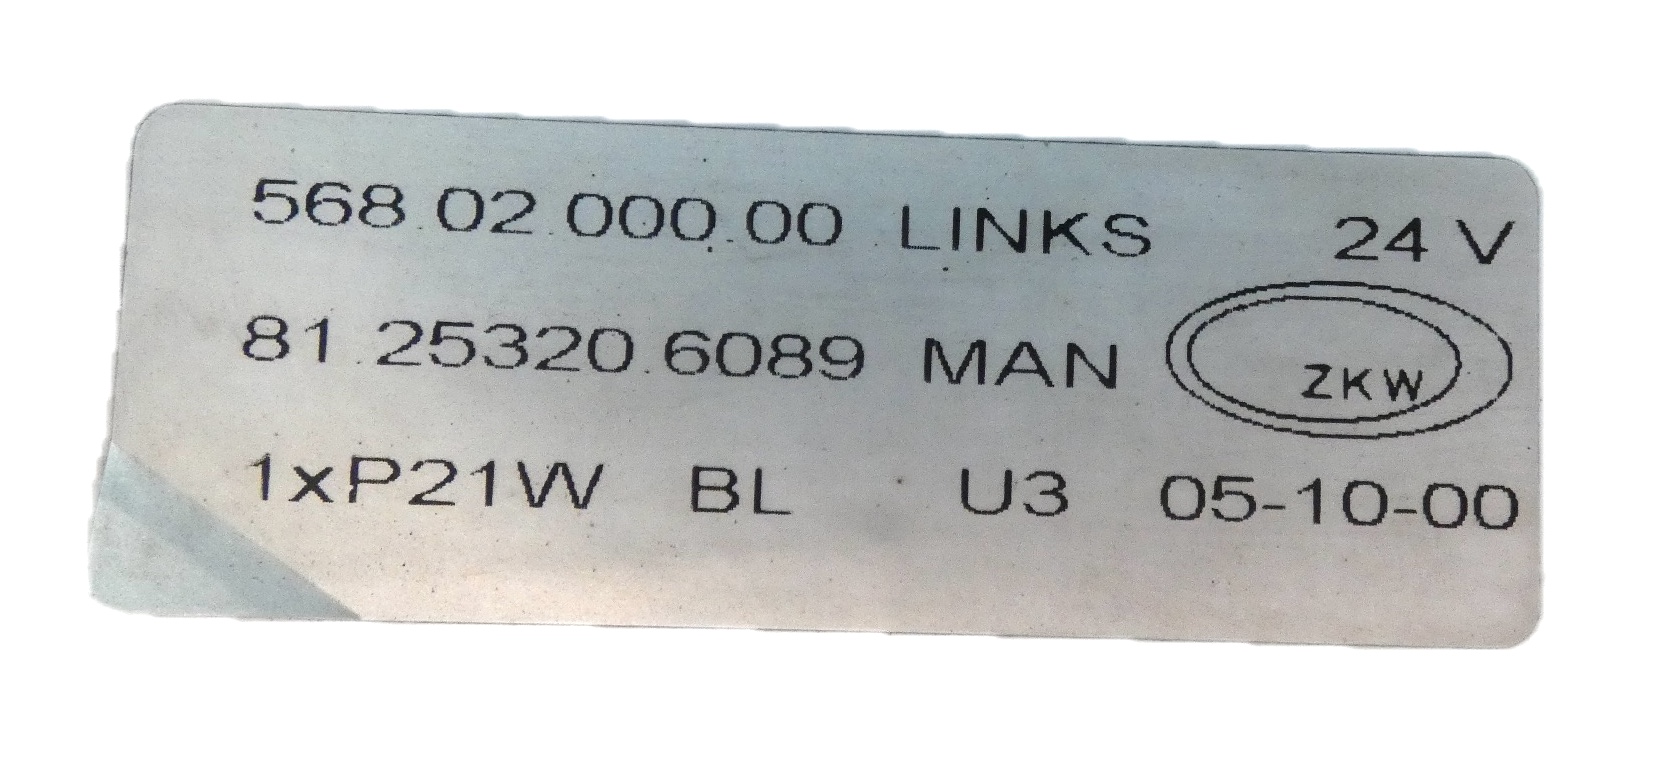 568.02.000.00 LINKS 24 V
81.25320.6089 MAN ZKW
1xP21W BL U3 05-10-00